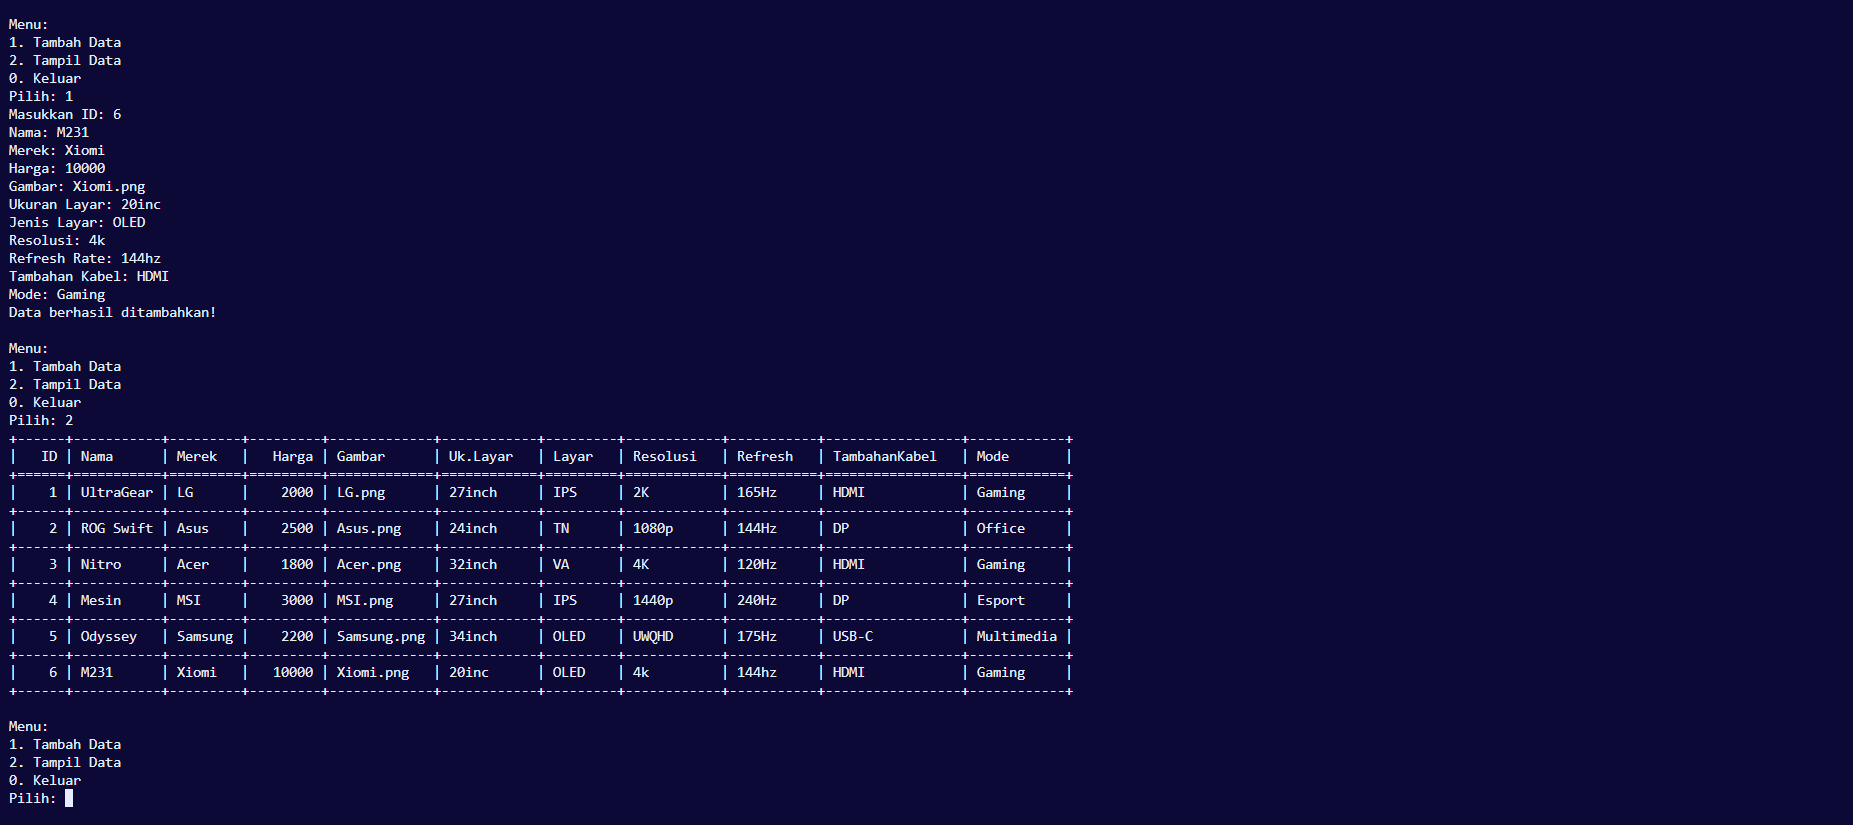 Menu:
1. Tambah Data
2. Tampil Data
0. Keluar
Pilih: 1
Masukkan ID: 6
Nama: M231
Merek: Xiomi
Harga: 10000
Gambar: Xiomi.png
Ukuran Layar: 20inc
Jenis Layar: OLED
Resolusi: 4k
Refresh Rate: 144hz
Tambahan Kabel: HDMI
Mode: Gaming
Data berhasil ditambahkan!
Menu:
1. Tambah Data
2. Tampil Data
0. Keluar
Pilih: 2
+------+-----------+---------+---------+-------------+------------+---------+------------+-----------+-----------------+------------+
|   ID | Nama      | Merek   |   Harga | Gambar      | Uk.Layar   | Layar   | Resolusi   | Refresh   | TambahanKabel   | Mode       |
+======+===========+=========+=========+=============+============+=========+============+===========+=================+============+
|    1 | UltraGear | LG      |    2000 | LG.png      | 27inch     | IPS     | 2K         | 165Hz     | HDMI            | Gaming     |
+------+-----------+---------+---------+-------------+------------+---------+------------+-----------+-----------------+------------+
|    2 | ROG Swift | Asus    |    2500 | Asus.png    | 24inch     | TN      | 1080p      | 144Hz     | DP              | Office     |
+------+-----------+---------+---------+-------------+------------+---------+------------+-----------+-----------------+------------+
|    3 | Nitro     | Acer    |    1800 | Acer.png    | 32inch     | VA      | 4K         | 120Hz     | HDMI            | Gaming     |
+------+-----------+---------+---------+-------------+------------+---------+------------+-----------+-----------------+------------+
|    4 | Mesin     | MSI     |    3000 | MSI.png     | 27inch     | IPS     | 1440p      | 240Hz     | DP              | Esport     |
+------+-----------+---------+---------+-------------+------------+---------+------------+-----------+-----------------+------------+
|    5 | Odyssey   | Samsung |    2200 | Samsung.png | 34inch     | OLED    | UWQHD      | 175Hz     | USB-C           | Multimedia |
+------+-----------+---------+---------+-------------+------------+---------+------------+-----------+-----------------+------------+
|    6 | M231      | Xiomi   |   10000 | Xiomi.png   | 20inc      | OLED    | 4k         | 144hz     | HDMI            | Gaming     |
+------+-----------+---------+---------+-------------+------------+---------+------------+-----------+-----------------+------------+
Menu:
1. Tambah Data
2. Tampil Data
0. Keluar
Pilih: